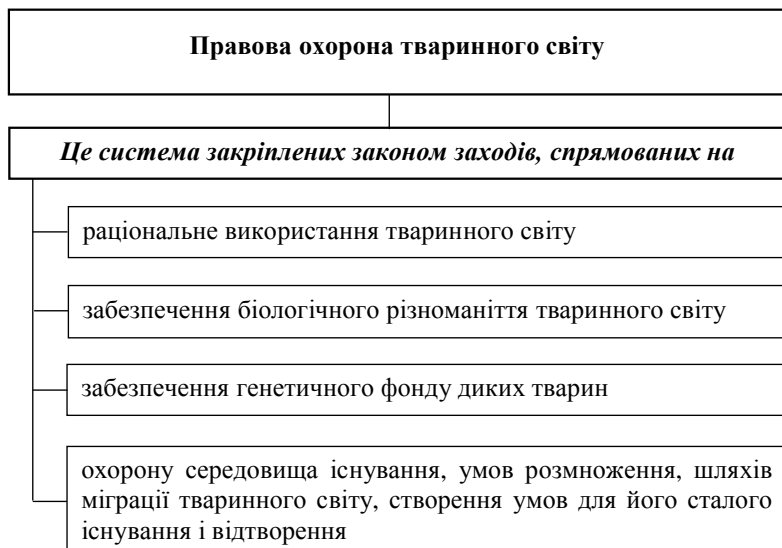 Правова охорона тваринного світу
Це система закріплених законом заходів, спрямованих на
раціональне використання тваринного світу
забезпечення біологічного різноманіття тваринного світу
забезпечення генетичного фонду диких тварин
охорону середовища існування, умов розмноження, шляхів
міграції тваринного світу, створення умов для його сталого
існування і відтворення